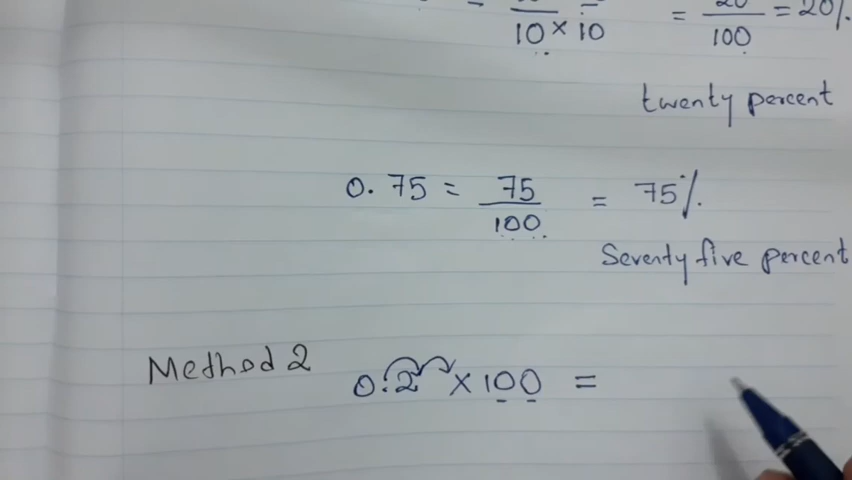 = 10 × 10 = 20/100 = 20%
twenty percent
0.75 = 75/100 = 75%
Seventy five percent
Method 2 0.2 × 100 =